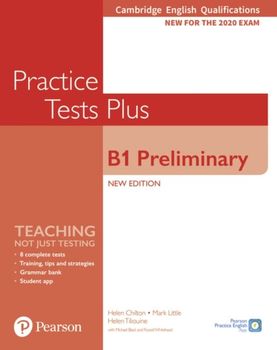 Cambridge English Qualifications
NEW FOR THE 2020 EXAM
Practice
Tests Plus
B1 Preliminary
NEW EDITION
TEACHING
NOT JUST TESTING
• 8 complete tests
• Training, tips and strategies
• Grammar bank
• Student app
Helen Chilton • Mark Little
Helen Tiliouine
with Michael Black and Russell Whitehead
Pearson
Pearson
Practice English
App